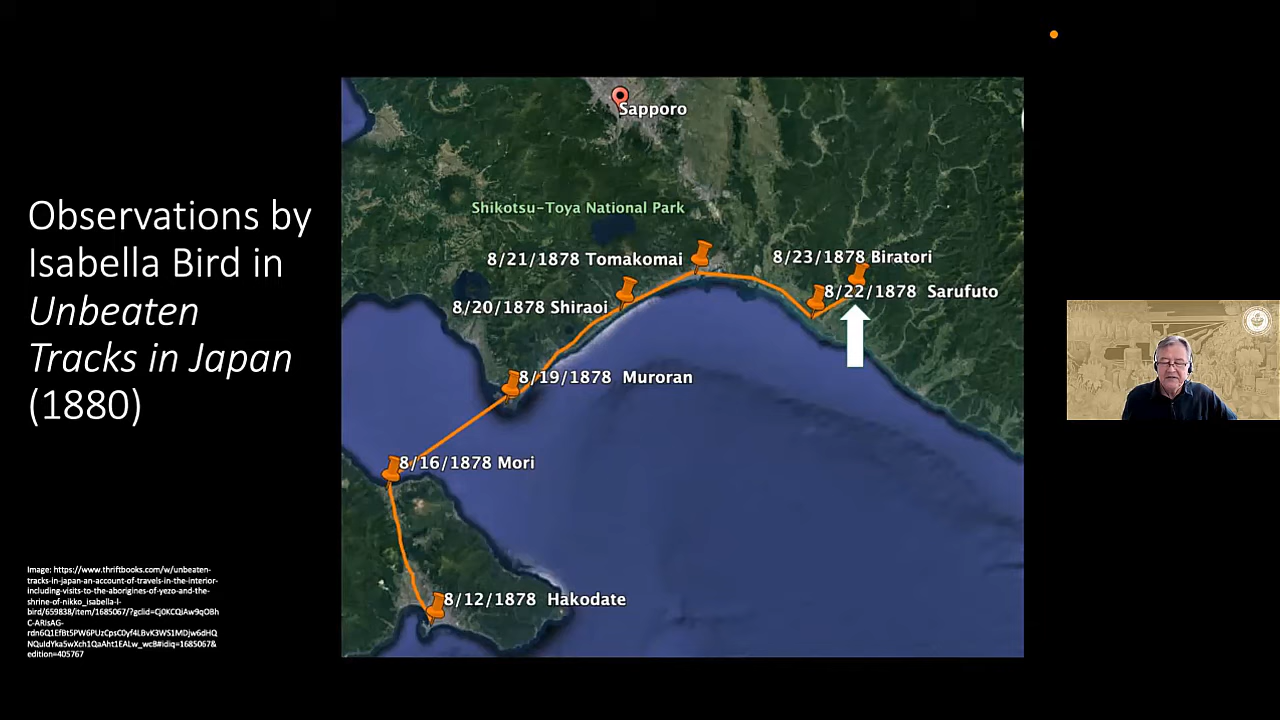 Observations by
Isabella Bird in
Unbeaten
Tracks in Japan
(1880)
Sapporo
Shikotsu-Toya National Park
8/21/1878 Tomakomai
8/23/1878 Biratori
8/22/1878 Sarufuto
8/20/1878 Shiraoi
8/19/1878 Muroran
8/16/1878 Mori
8/12/1878 Hakodate
Image: https://www.thriftbooks.com/w/unbeaten-
tracks-in-japan-an-account-of-travels-in-the-interior-
including-visits-to-the-aborigines-of-yezo-and-the-
shrine-of-nikko_isabella-l-
edition=405767